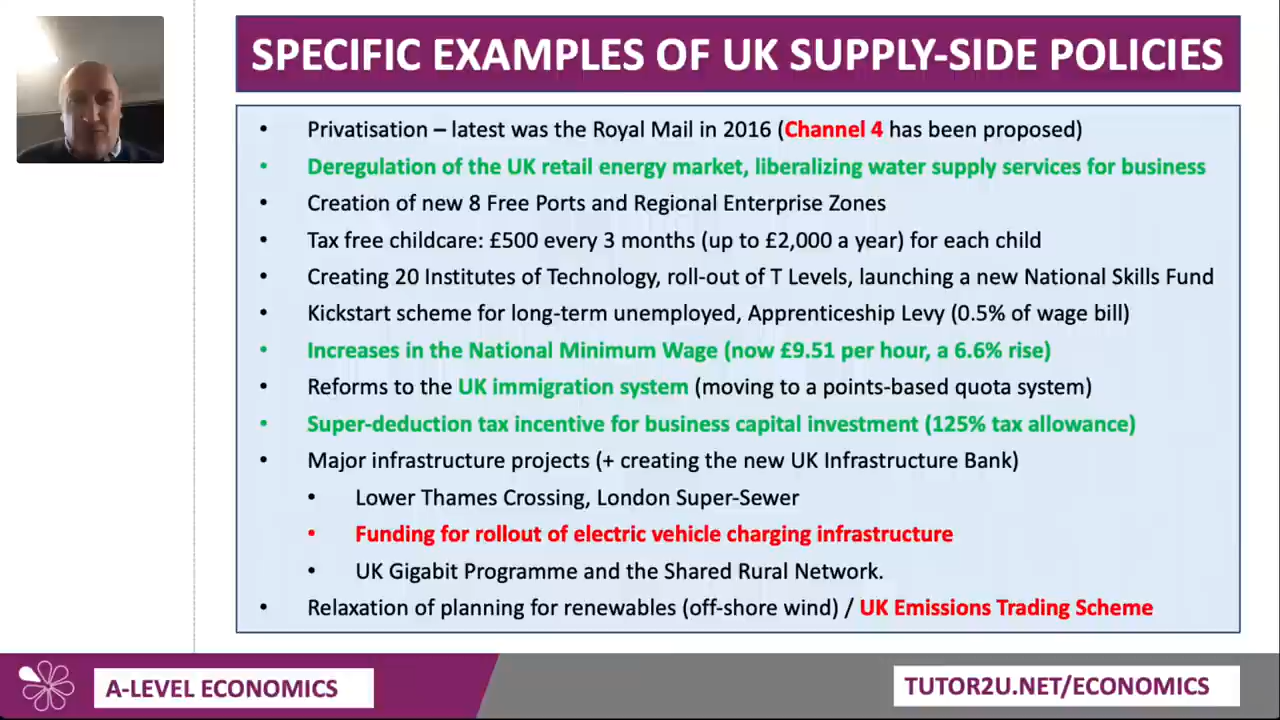 SPECIFIC EXAMPLES OF UK SUPPLY-SIDE POLICIES
• Privatisation – latest was the Royal Mail in 2016 (Channel 4 has been proposed)
• Deregulation of the UK retail energy market, liberalizing water supply services for business
• Creation of new 8 Free Ports and Regional Enterprise Zones
• Tax free childcare: £500 every 3 months (up to £2,000 a year) for each child
• Creating 20 Institutes of Technology, roll-out of T Levels, launching a new National Skills Fund
• Kickstart scheme for long-term unemployed, Apprenticeship Levy (0.5% of wage bill)
• Increases in the National Minimum Wage (now £9.51 per hour, a 6.6% rise)
• Reforms to the UK immigration system (moving to a points-based quota system)
• Super-deduction tax incentive for business capital investment (125% tax allowance)
• Major infrastructure projects (+ creating the new UK Infrastructure Bank)
• Lower Thames Crossing, London Super-Sewer
• Funding for rollout of electric vehicle charging infrastructure
• UK Gigabit Programme and the Shared Rural Network.
• Relaxation of planning for renewables (off-shore wind) / UK Emissions Trading Scheme
A-LEVEL ECONOMICS
TUTOR2U.NET/ECONOMICS